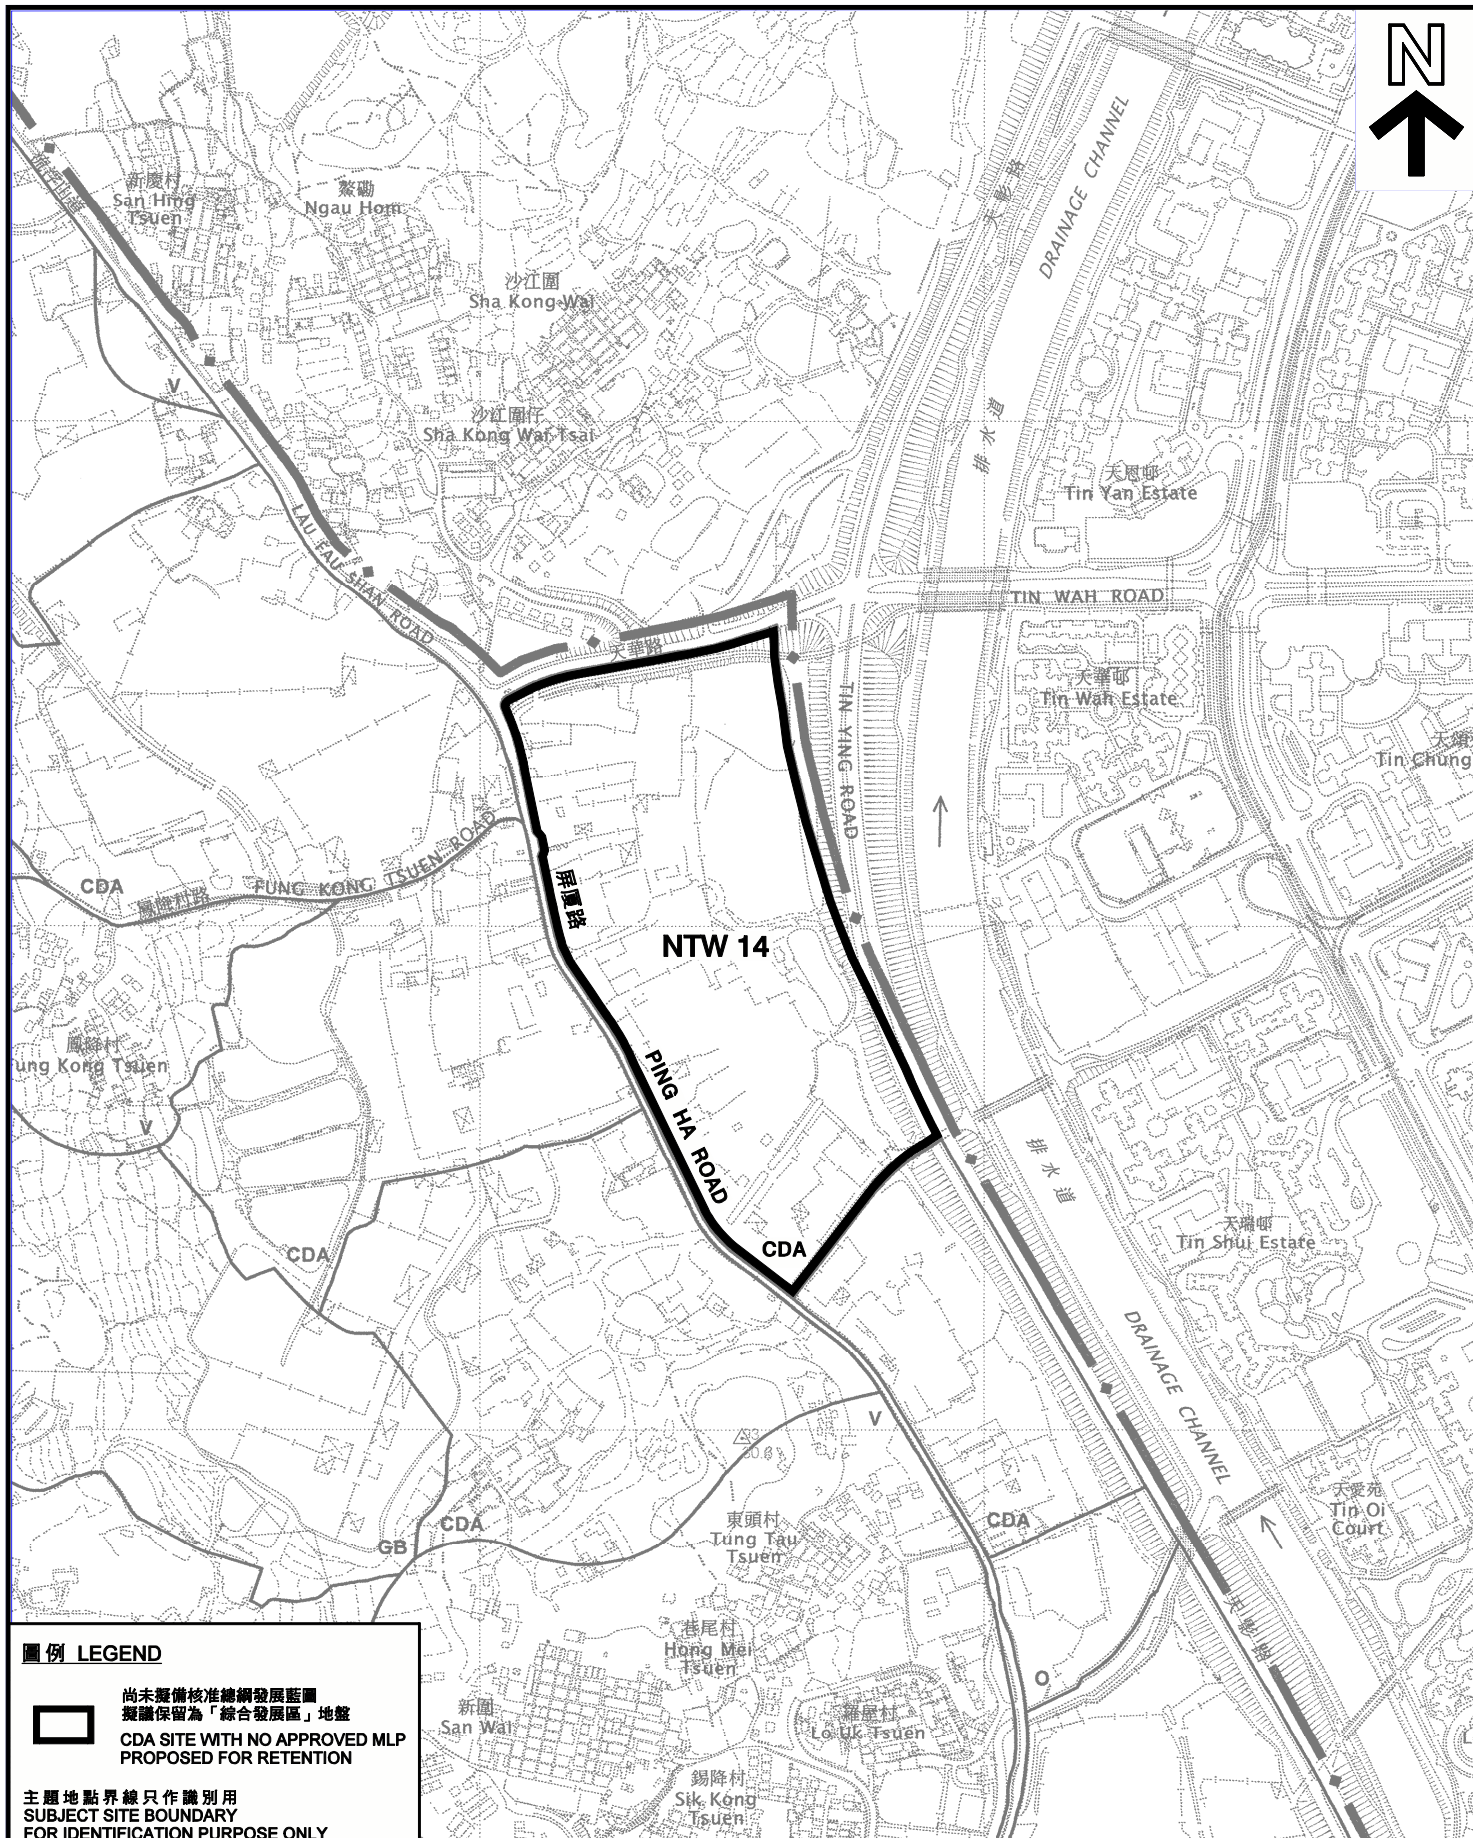 N
DRAINAGE CHANNEL
天影路
新慶村
San Hing
Tsuen
鰲磡
Ngau Hom
沙江圍
Sha Kong Wai
V
沙江圍仔
Sha Kong Wai Tsai
排水道
天恩邨
Tin Yan Estate
LAU FAU SHAN ROAD
TIN WAH ROAD
天華路
天華邨
Tin Wah Estate
TIN YING ROAD
Tin Chung
FUNG KONG TSUEN ROAD
CDA
鳳降村路
屏厦路
NTW 14
鳳降村
ung Kong Tsuen
V
PING HA ROAD
排水道
天瑞邨
Tin Shui Estate
CDA
CDA
DRAINAGE CHANNEL
V
天愛苑
Tin Oi
Court
CDA
GB
東頭村
Tung Tau
Tsuen
CDA
天影路
巷尾村
Hong Mei
Tsuen
O
新圍
San Wai
羅屋村
Lo Uk Tsuen
錫降村
Sik Kong
Tsuen
圖例 LEGEND
尚未擬備核准總綱發展藍圖
擬議保留為「綜合發展區」地盤
CDA SITE WITH NO APPROVED MLP
PROPOSED FOR RETENTION
主題地點界線只作識別用
SUBJECT SITE BOUNDARY
FOR IDENTIFICATION PURPOSE ONLY